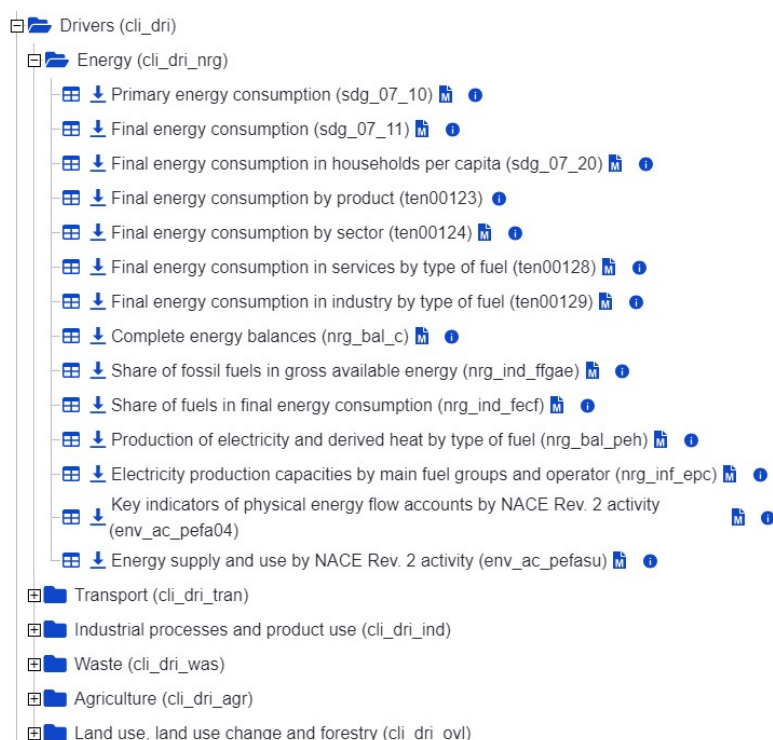 Drivers (cli_dri)
Energy (cli_dri_nrg)
Primary energy consumption (sdg_07_10)
Final energy consumption (sdg_07_11)
Final energy consumption in households per capita (sdg_07_20)
Final energy consumption by product (ten00123)
Final energy consumption by sector (ten00124)
Final energy consumption in services by type of fuel (ten00128)
Final energy consumption in industry by type of fuel (ten00129)
Complete energy balances (nrg_bal_c)
Share of fossil fuels in gross available energy (nrg_ind_ffgae)
Share of fuels in final energy consumption (nrg_ind_fecf)
Production of electricity and derived heat by type of fuel (nrg_bal_peh)
Electricity production capacities by main fuel groups and operator (nrg_inf_epc)
Key indicators of physical energy flow accounts by NACE Rev. 2 activity
(env_ac_pefa04)
Energy supply and use by NACE Rev. 2 activity (env_ac_pefasu)
Transport (cli_dri_tran)
Industrial processes and product use (cli_dri_ind)
Waste (cli_dri_was)
Agriculture (cli_dri_agr)
Land use, land use change and forestry (cli_dri_ovl)